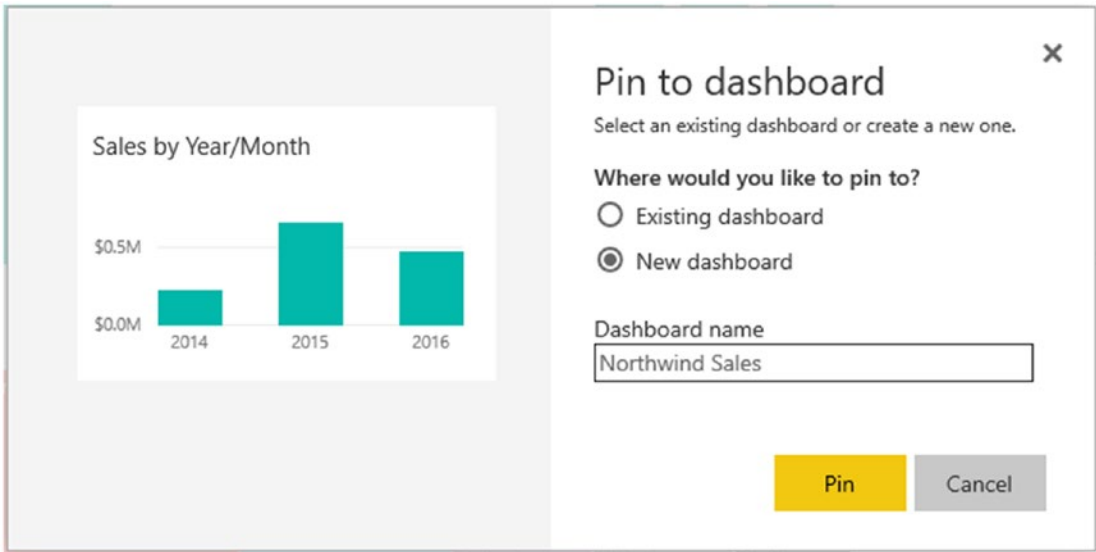 Sales by Year/Month
$0.5M
$0.0M
2014 2015 2016
Pin to dashboard
Select an existing dashboard or create a new one.
Where would you like to pin to?
Existing dashboard
New dashboard
Dashboard name
Northwind Sales
Pin Cancel